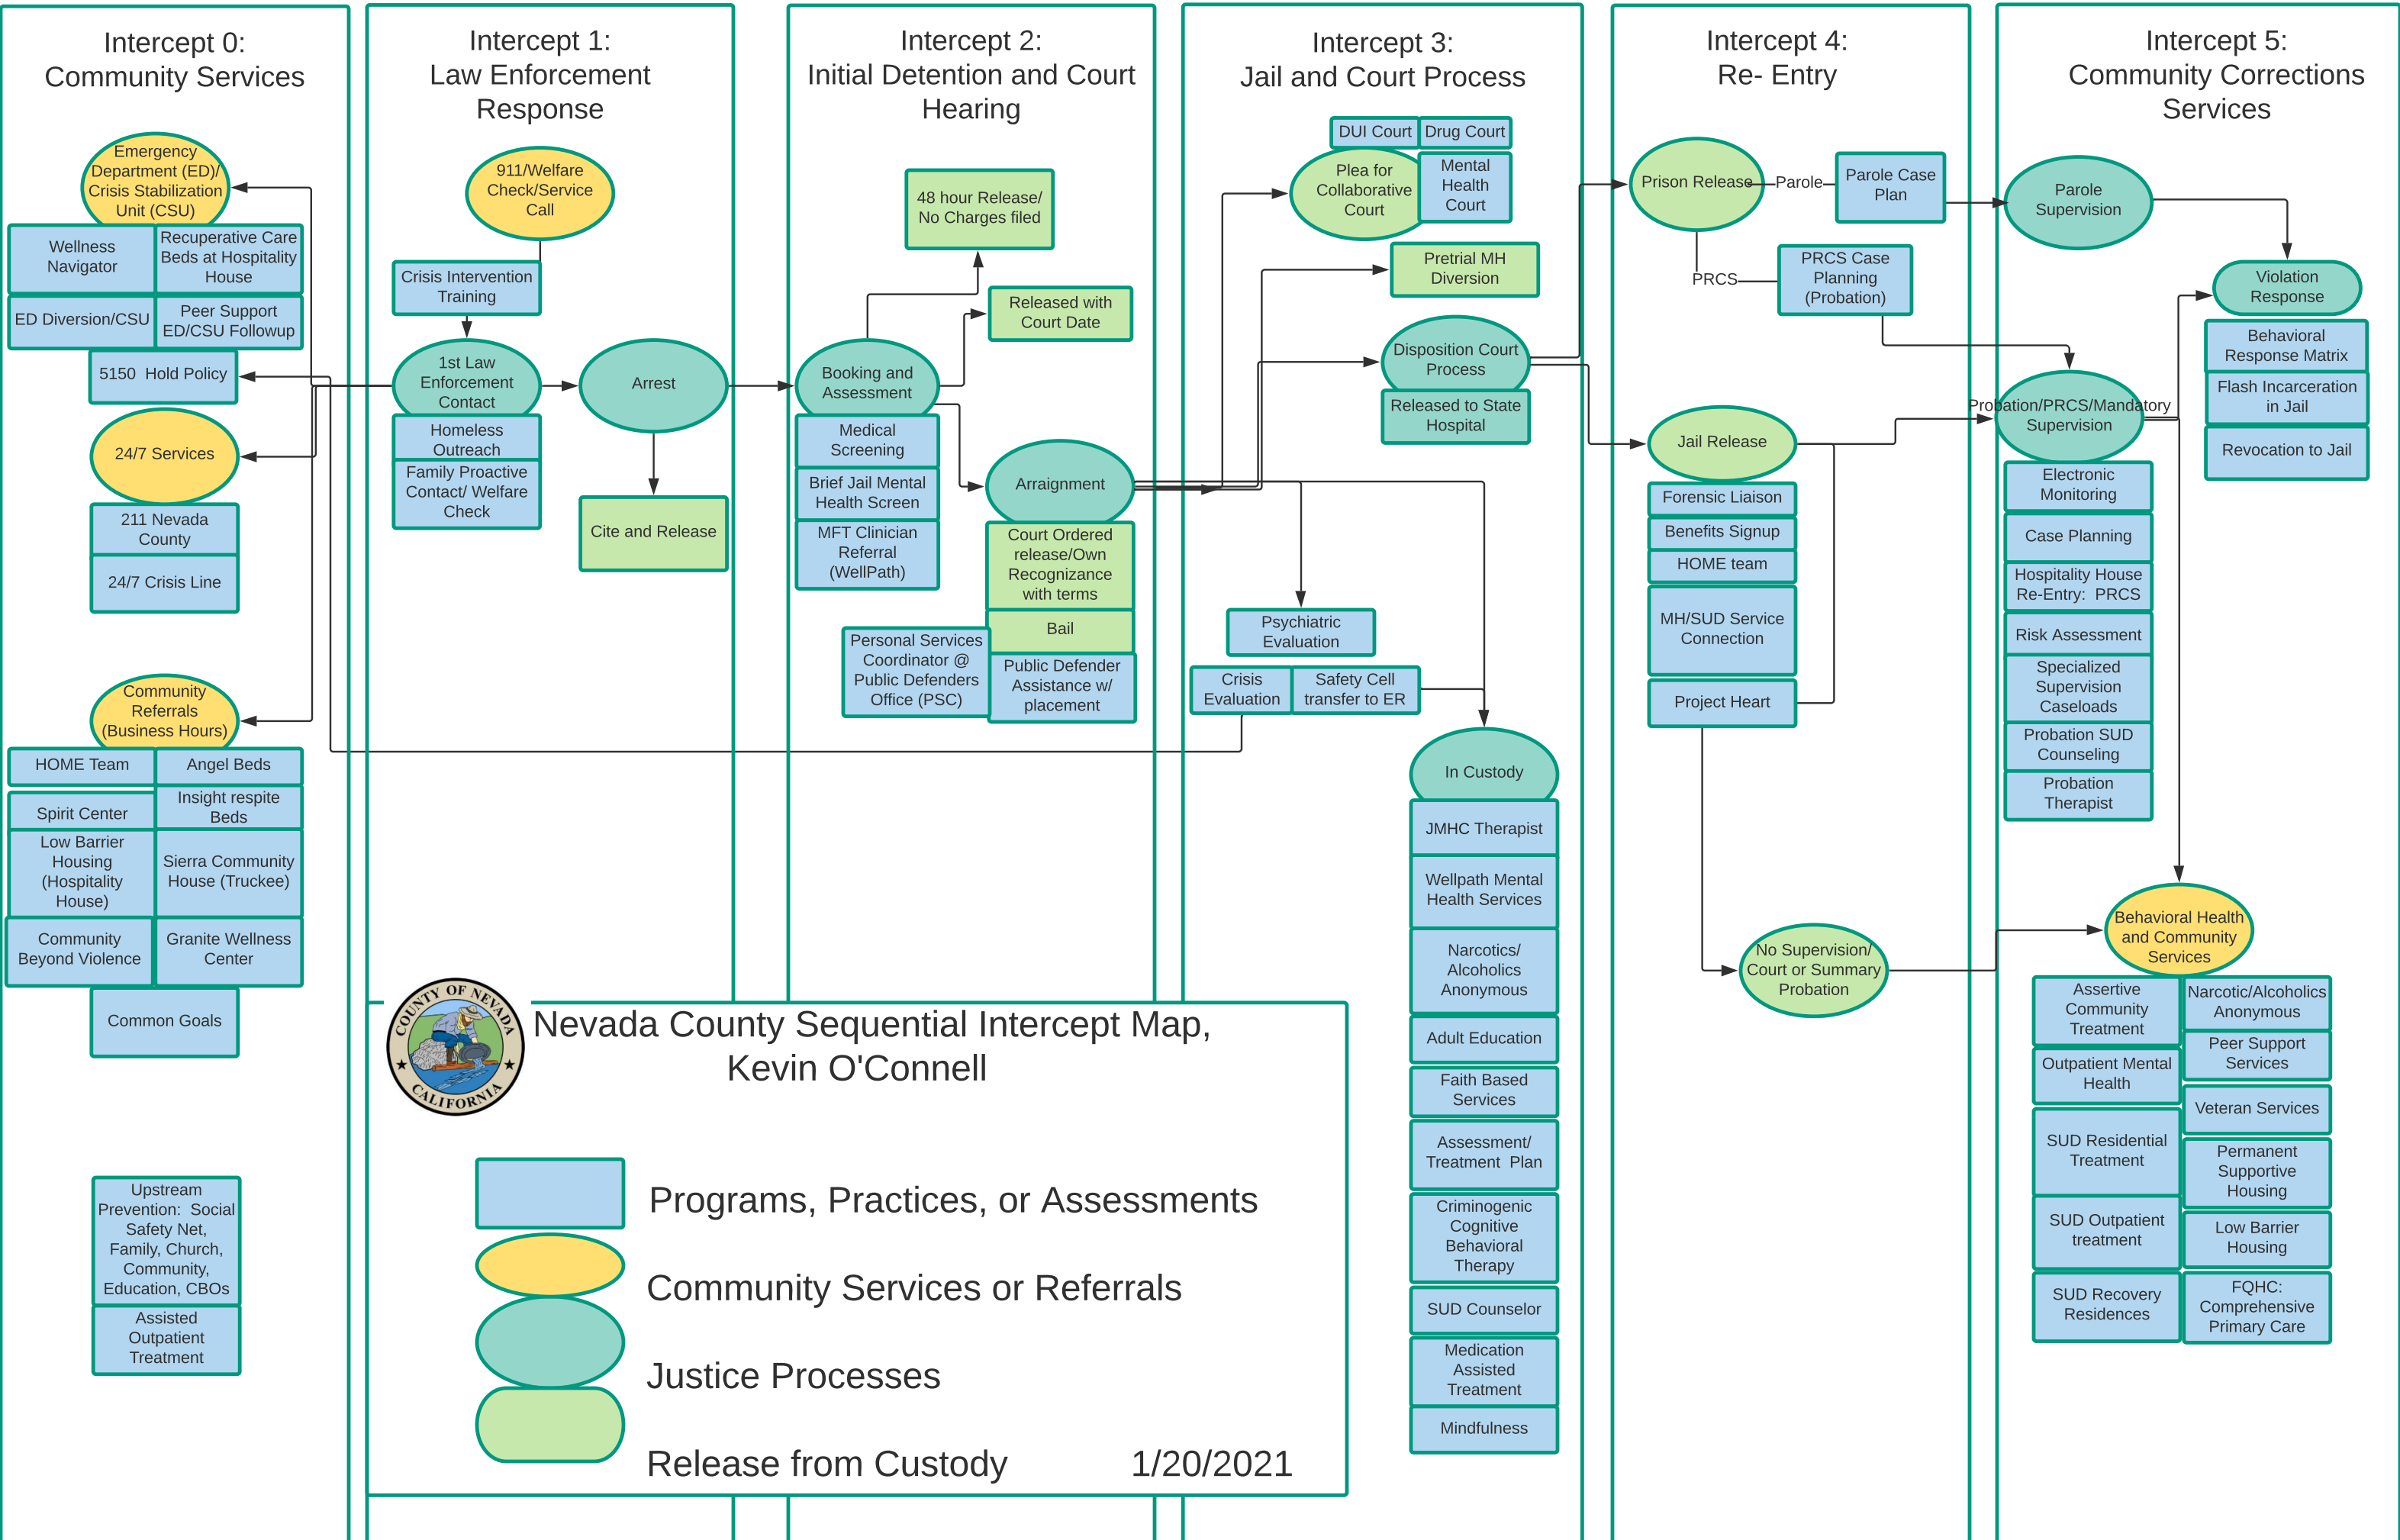 Intercept 0:
Community Services
Emergency
Department (ED)/
Crisis Stabilization
Unit (CSU)
Wellness
Navigator
Recuperative Care
Beds at Hospitality
House
ED Diversion/CSU
Peer Support
ED/CSU Followup
5150  Hold Policy
24/7 Services
211 Nevada
County
24/7 Crisis Line
Community
Referrals
(Business Hours)
HOME Team
Angel Beds
Spirit Center
Insight respite
Beds
Low Barrier
Housing
(Hospitality
House)
Sierra Community
House (Truckee)
Community
Beyond Violence
Granite Wellness
Center
Common Goals
Upstream
Prevention:  Social
Safety Net,
Family, Church,
Community,
Education, CBOs
Assisted
Outpatient
Treatment
Intercept 1:
Law Enforcement
Response
911/Welfare
Check/Service
Call
Crisis Intervention
Training
1st Law
Enforcement
Contact
Homeless
Outreach
Family Proactive
Contact/ Welfare
Check
Arrest
Cite and Release
Intercept 2:
Initial Detention and Court
Hearing
48 hour Release/
No Charges filed
Released with
Court Date
Booking and
Assessment
Medical
Screening
Brief Jail Mental
Health Screen
MFT Clinician
Referral
(WellPath)
Arraignment
Court Ordered
release/Own
Recognizance
with terms
Bail
Personal Services
Coordinator @
Public Defenders
Office (PSC)
Public Defender
Assistance w/
placement
Intercept 3:
Jail and Court Process
DUI Court
Drug Court
Plea for
Collaborative
Court
Mental
Health
Court
Pretrial MH
Diversion
Disposition Court
Process
Released to State
Hospital
Psychiatric
Evaluation
Crisis
Evaluation
Safety Cell
transfer to ER
In Custody
JMHC Therapist
Wellpath Mental
Health Services
Narcotics/
Alcoholics
Anonymous
Adult Education
Faith Based
Services
Assessment/
Treatment  Plan
Criminogenic
Cognitive
Behavioral
Therapy
SUD Counselor
Medication
Assisted
Treatment
Mindfulness
Intercept 4:
Re- Entry
Prison Release
Parole
Parole Case
Plan
PRCS
PRCS Case
Planning
(Probation)
Jail Release
Forensic Liaison
Benefits Signup
HOME team
MH/SUD Service
Connection
Project Heart
No Supervision/
Court or Summary
Probation
Intercept 5:
Community Corrections
Services
Parole
Supervision
Violation
Response
Behavioral
Response Matrix
Flash Incarceration
in Jail
Revocation to Jail
Probation/PRCS/Mandatory
Supervision
Electronic
Monitoring
Case Planning
Hospitality House
Re-Entry:  PRCS
Risk Assessment
Specialized
Supervision
Caseloads
Probation SUD
Counseling
Probation
Therapist
Behavioral Health
and Community
Services
Assertive
Community
Treatment
Narcotic/Alcoholics
Anonymous
Outpatient Mental
Health
Peer Support
Services
Veteran Services
SUD Residential
Treatment
Permanent
Supportive
Housing
SUD Outpatient
treatment
Low Barrier
Housing
SUD Recovery
Residences
FQHC:
Comprehensive
Primary Care
COUNTY OF NEVADA
CALIFORNIA
Nevada County Sequential Intercept Map,
Kevin O'Connell
Programs, Practices, or Assessments
Community Services or Referrals
Justice Processes
Release from Custody
1/20/2021